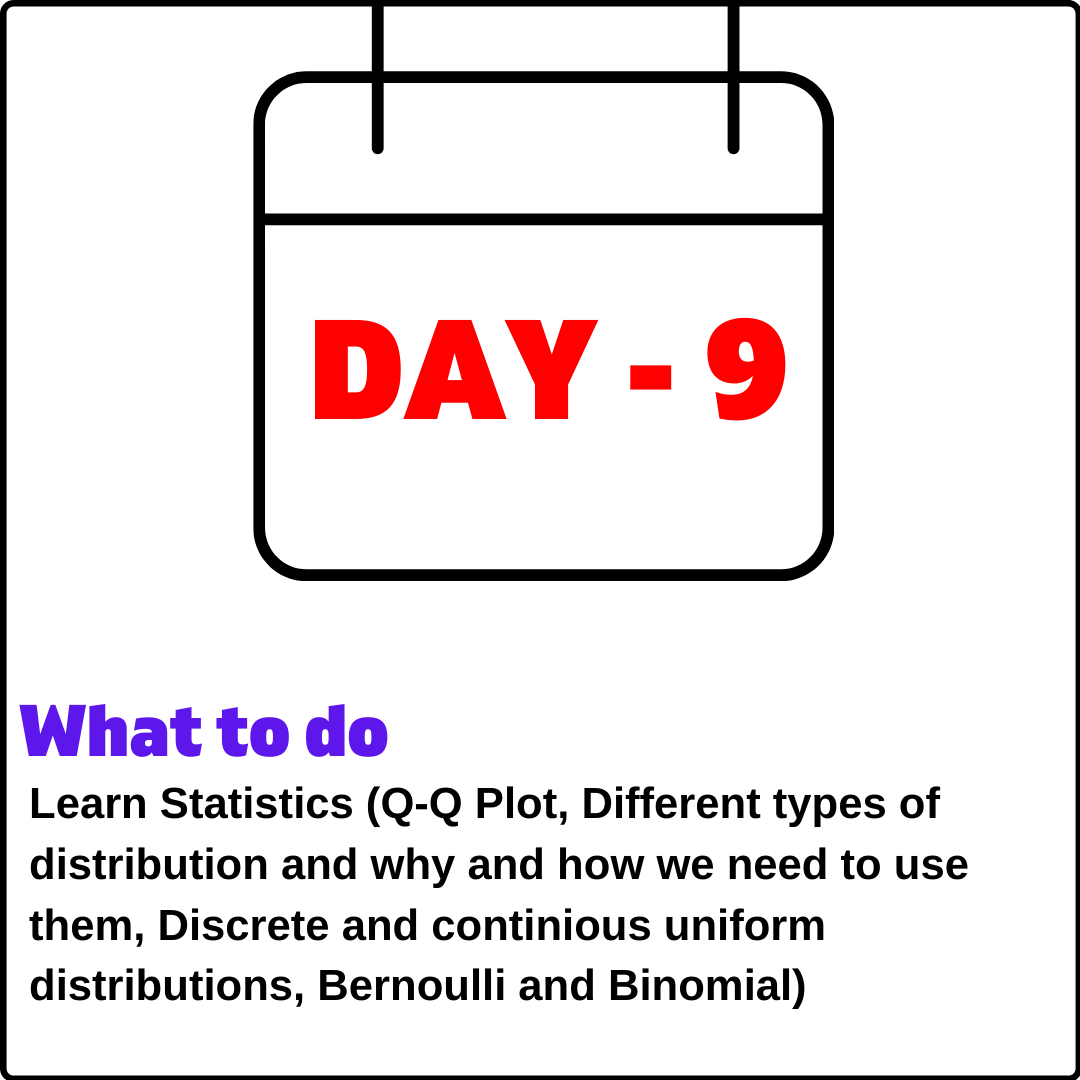 DAY - 9
What to do
Learn Statistics (Q-Q Plot, Different types of
distribution and why and how we need to use
them, Discrete and continious uniform
distributions, Bernoulli and Binomial)